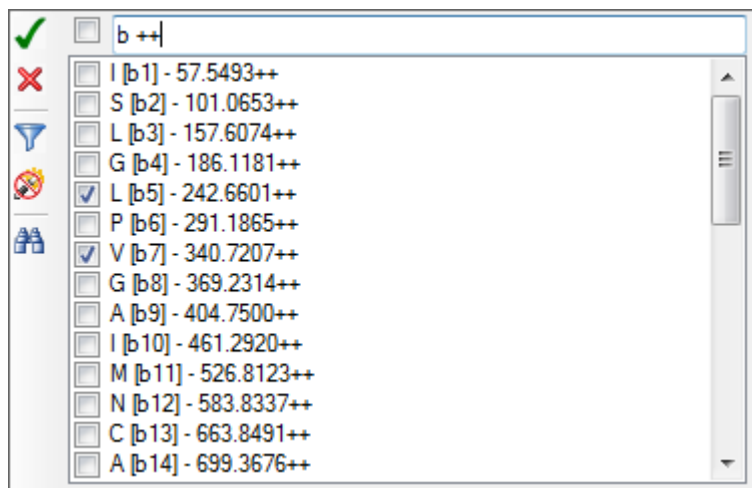 b ++
I [b1] - 57.5493++
S [b2] - 101.0653++
L [b3] - 157.6074++
G [b4] - 186.1181++
L [b5] - 242.6601++
P [b6] - 291.1865++
V [b7] - 340.7207++
G [b8] - 369.2314++
A [b9] - 404.7500++
I [b10] - 461.2920++
M [b11] - 526.8123++
N [b12] - 583.8337++
C [b13] - 663.8491++
A [b14] - 699.3676++